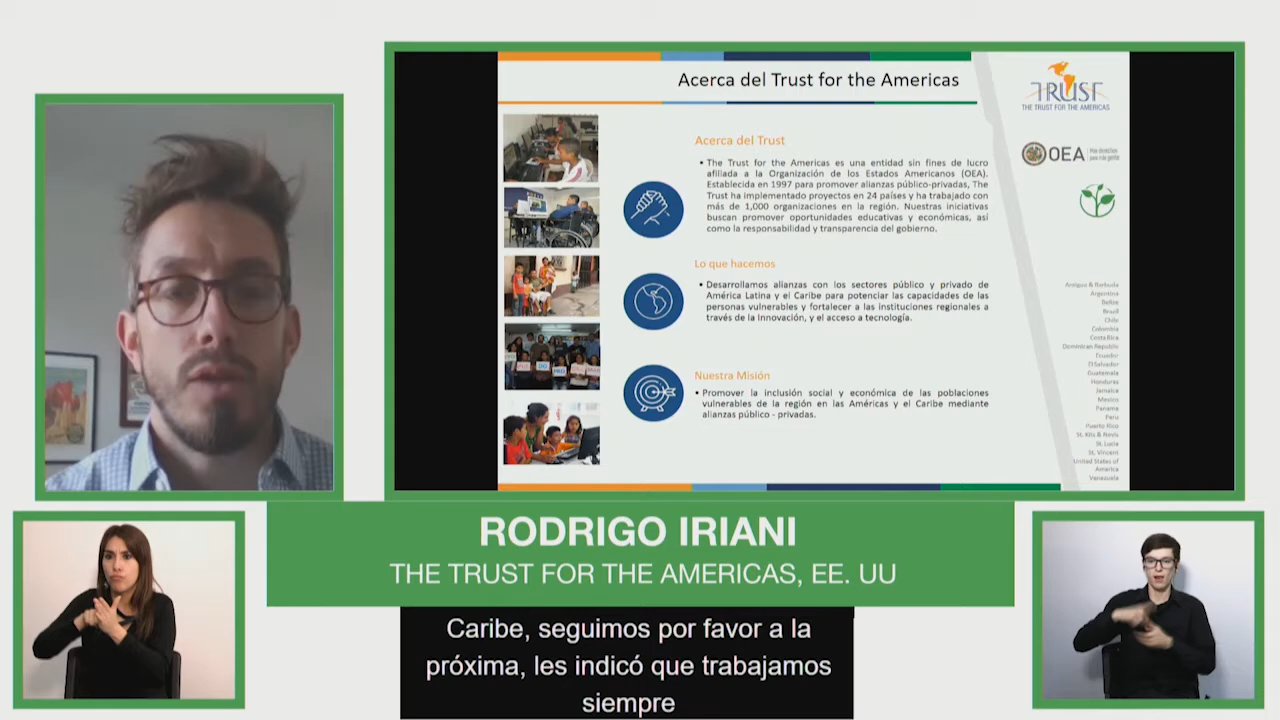 Acerca del Trust for the Americas
TRUST
THE TRUST FOR THE AMERICAS
OEA
Más derechos
para más gente
Acerca del Trust
• The Trust for the Americas es una entidad sin fines de lucro
afiliada a la Organización de los Estados Americanos (OEA).
Establecida en 1997 para promover alianzas público-privadas, The
Trust ha implementado proyectos en 24 países y ha trabajado con
más de 1,000 organizaciones en la región. Nuestras iniciativas
buscan promover oportunidades educativas y económicas, así
como la responsabilidad y transparencia del gobierno.
Lo que hacemos
• Desarrollamos alianzas con los sectores público y privado de
América Latina y el Caribe para potenciar las capacidades de las
personas vulnerables y fortalecer a las instituciones regionales a
través de la Innovación, y el acceso a tecnología.
Nuestra Misión
• Promover la inclusión social y económica de las poblaciones
vulnerables de la región en las Américas y el Caribe mediante
alianzas público - privadas.
Antigua & Barbuda
Argentina
Belize
Brazil
Chile
Colombia
Costa Rica
Dominican Republic
Ecuador
El Salvador
Guatemala
Honduras
Jamaica
Mexico
Panama
Peru
Puerto Rico
St. Kits & Nevis
St. Lucia
St. Vincent
United States of
America
Venezuela
RODRIGO IRIANI
THE TRUST FOR THE AMERICAS, EE. UU
Caribe, seguimos por favor a la
próxima, les indicó que trabajamos
siempre